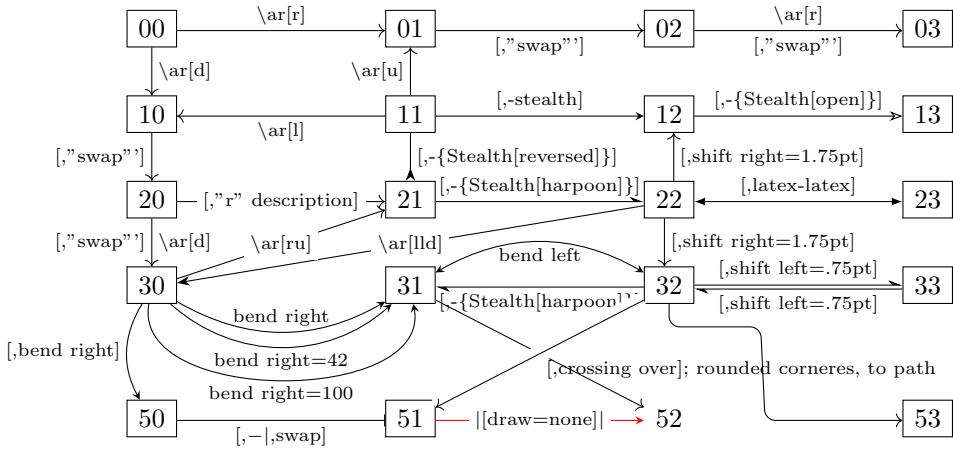 00 \ar[r] 01 02 \ar[r] 03
[,"swap"'] [,"swap"']
\ar[d] \ar[u]
[,-stealth] [,-{Stealth[open]}]
10 \ar[l] 11 12 13
[,"swap"'] [,-{Stealth[reversed]}] [,shift right=1.75pt]
[,-{Stealth[harpoon]}] [,latex-latex]
20 [,"r" description] 21 22 23
[,"swap"'] \ar[d] \ar[ru] \ar[lld] [,shift right=1.75pt]
bend left [,shift left=.75pt]
30 31 32 33
[,-{Stealth[harpoon]}] [,shift left=.75pt]
bend right
[,bend right] bend right=42 [,crossing over]; rounded corneres, to path
bend right=100
50 51 |[draw=none]| 52 53
[,−|,swap]